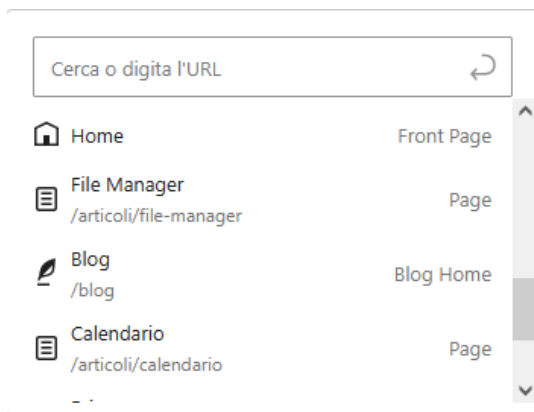 Cerca o digita l'URL
Home Front Page
File Manager Page
/articoli/file-manager
Blog Blog Home
/blog
Calendario Page
/articoli/calendario